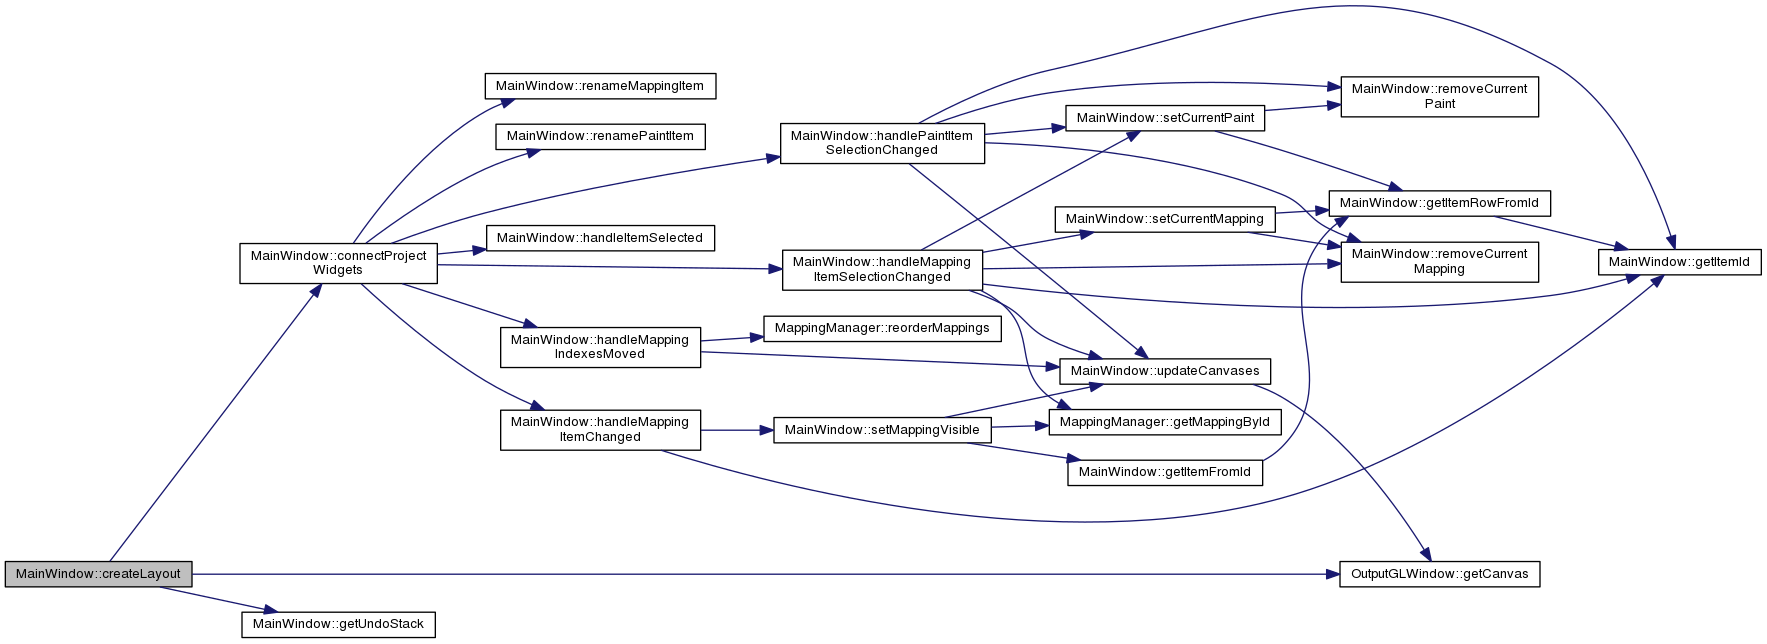 MainWindow::renameMappingItem
MainWindow::renamePaintItem
MainWindow::handlePaintItem
SelectionChanged
MainWindow::setCurrentPaint
MainWindow::removeCurrent
Paint
MainWindow::getItemRowFromId
MainWindow::setCurrentMapping
MainWindow::handleItemSelected
MainWindow::connectProject
Widgets
MainWindow::handleMapping
ItemSelectionChanged
MainWindow::removeCurrent
Mapping
MainWindow::getItemId
MainWindow::handleMapping
IndexesMoved
MappingManager::reorderMappings
MainWindow::updateCanvases
MainWindow::handleMapping
ItemChanged
MainWindow::setMappingVisible
MappingManager::getMappingById
MainWindow::getItemFromId
MainWindow::createLayout
OutputGLWindow::getCanvas
MainWindow::getUndoStack